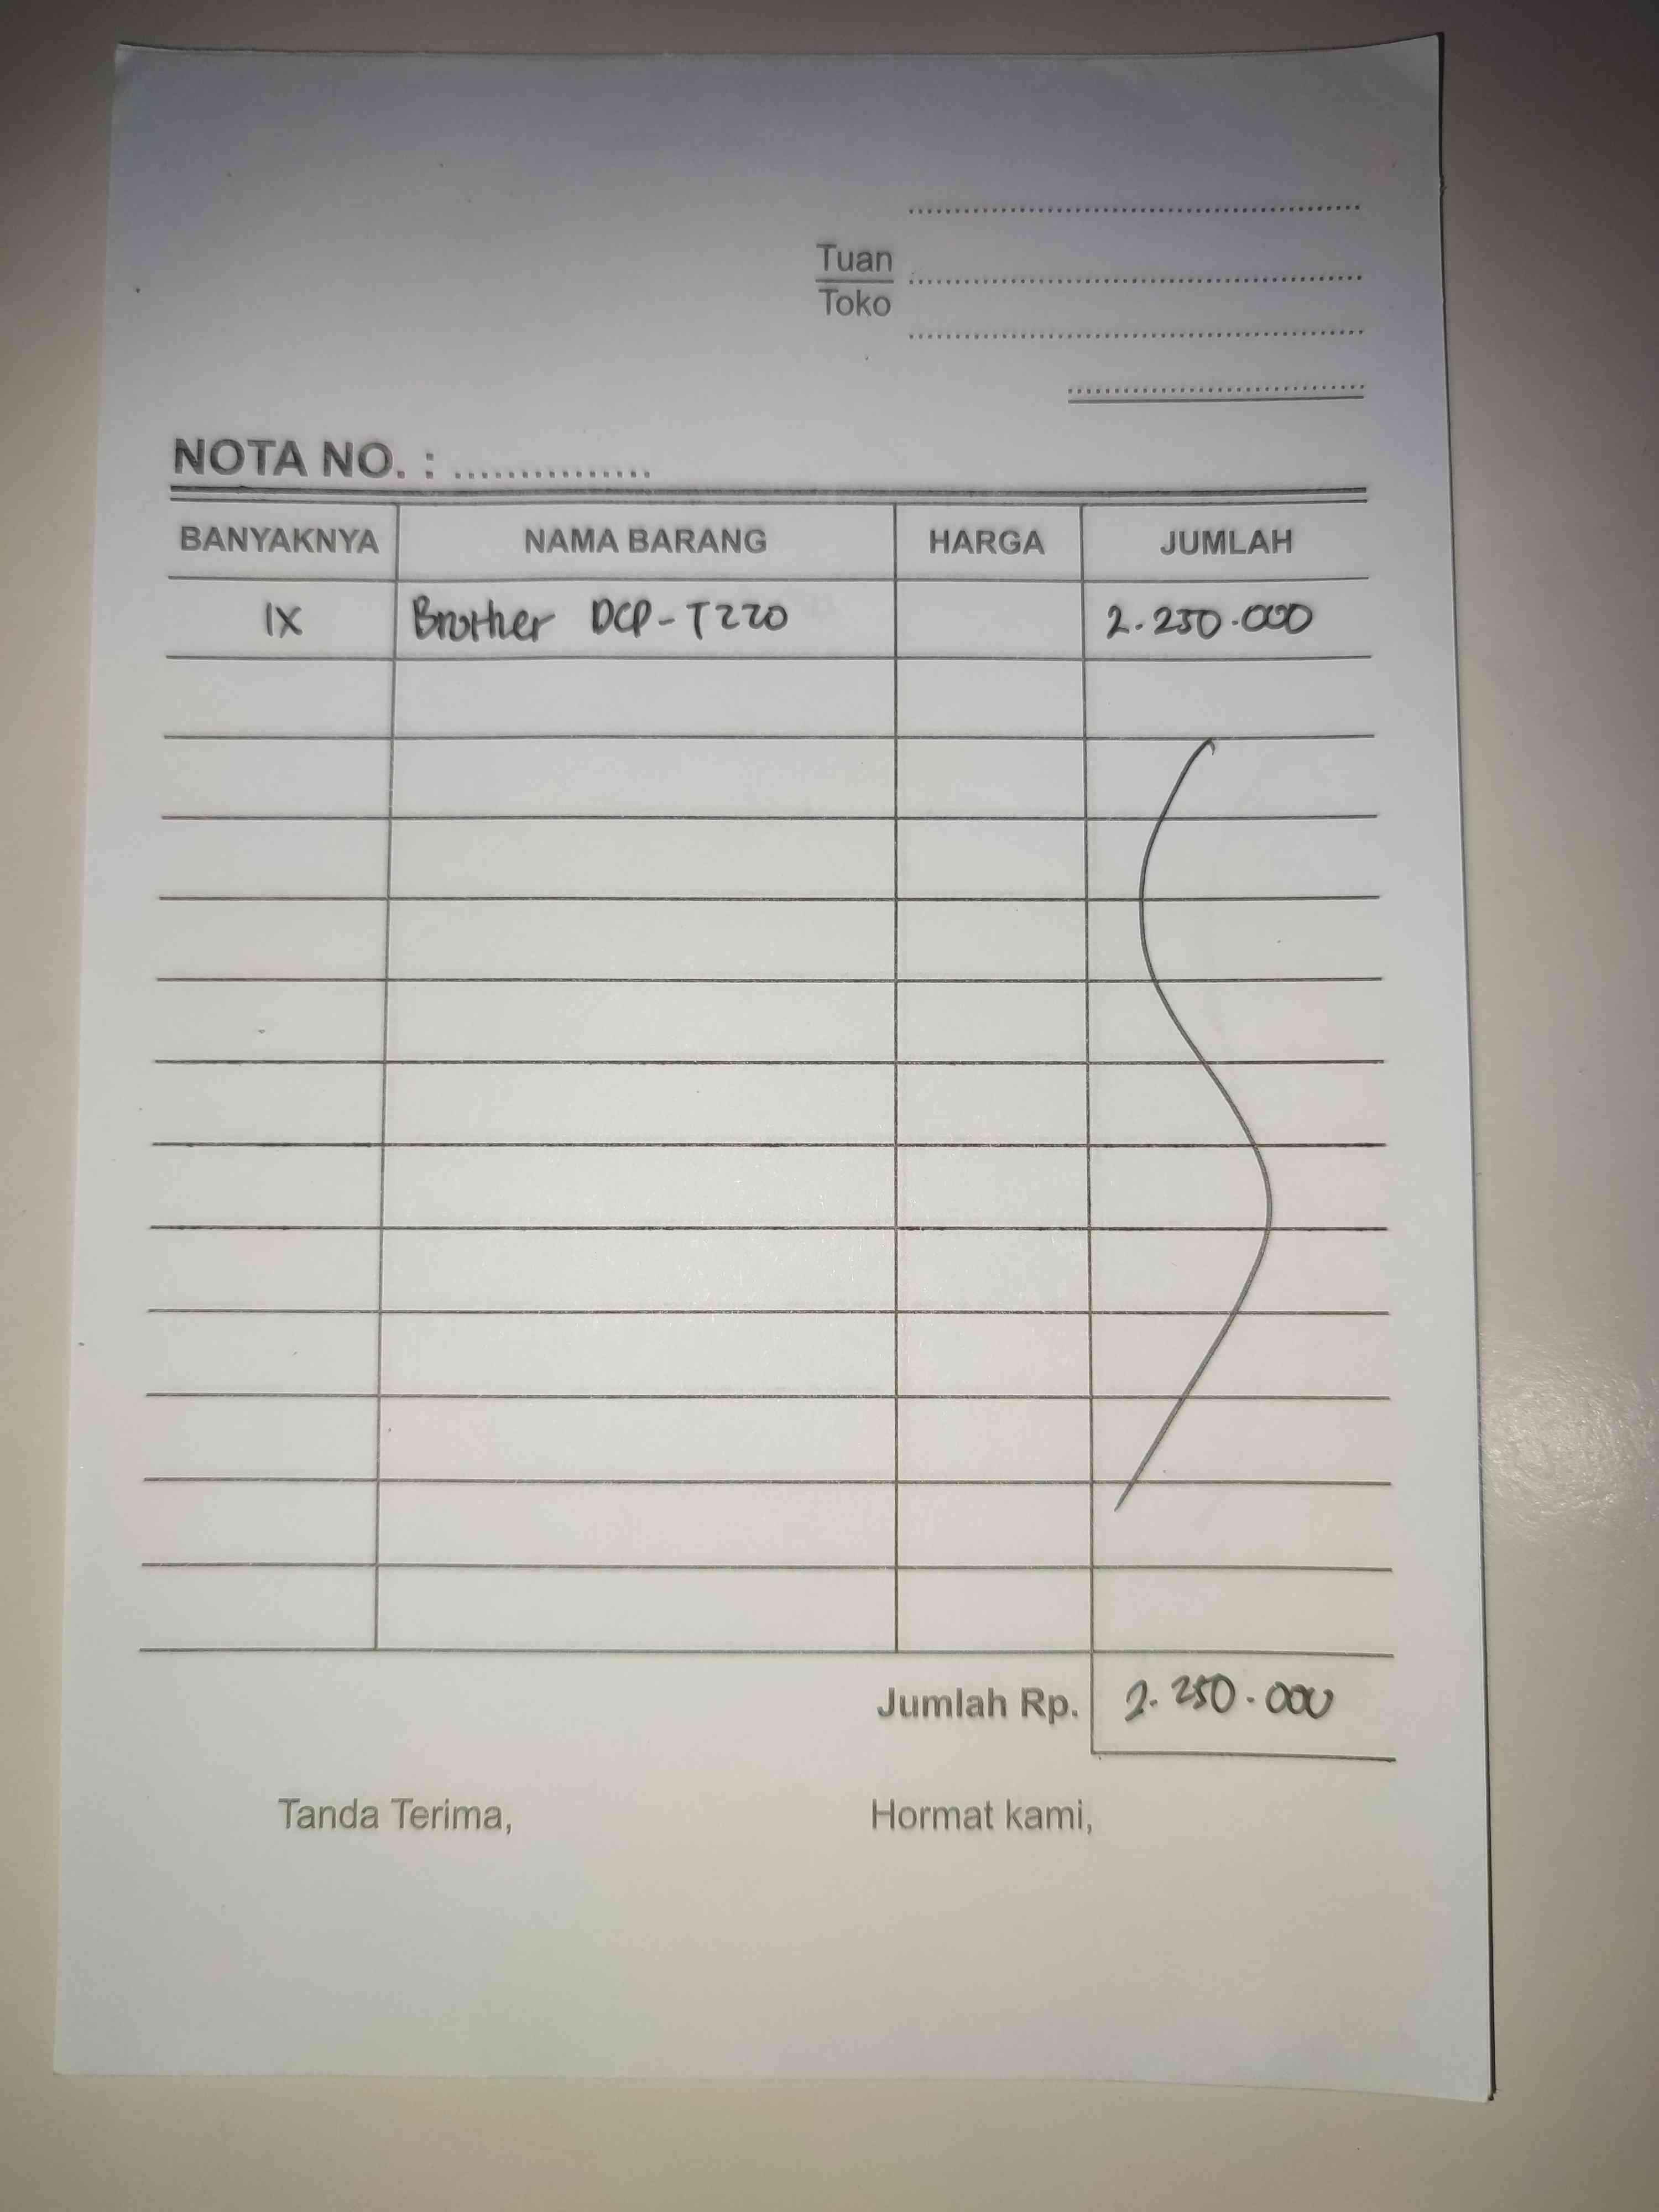 Tuan
Toko
NOTA NO. : ...............
BANYAKNYA NAMA BARANG HARGA JUMLAH
1X Brother DCP-T220 2.250.000
Jumlah Rp. 2.250.000
Tanda Terima, Hormat kami,